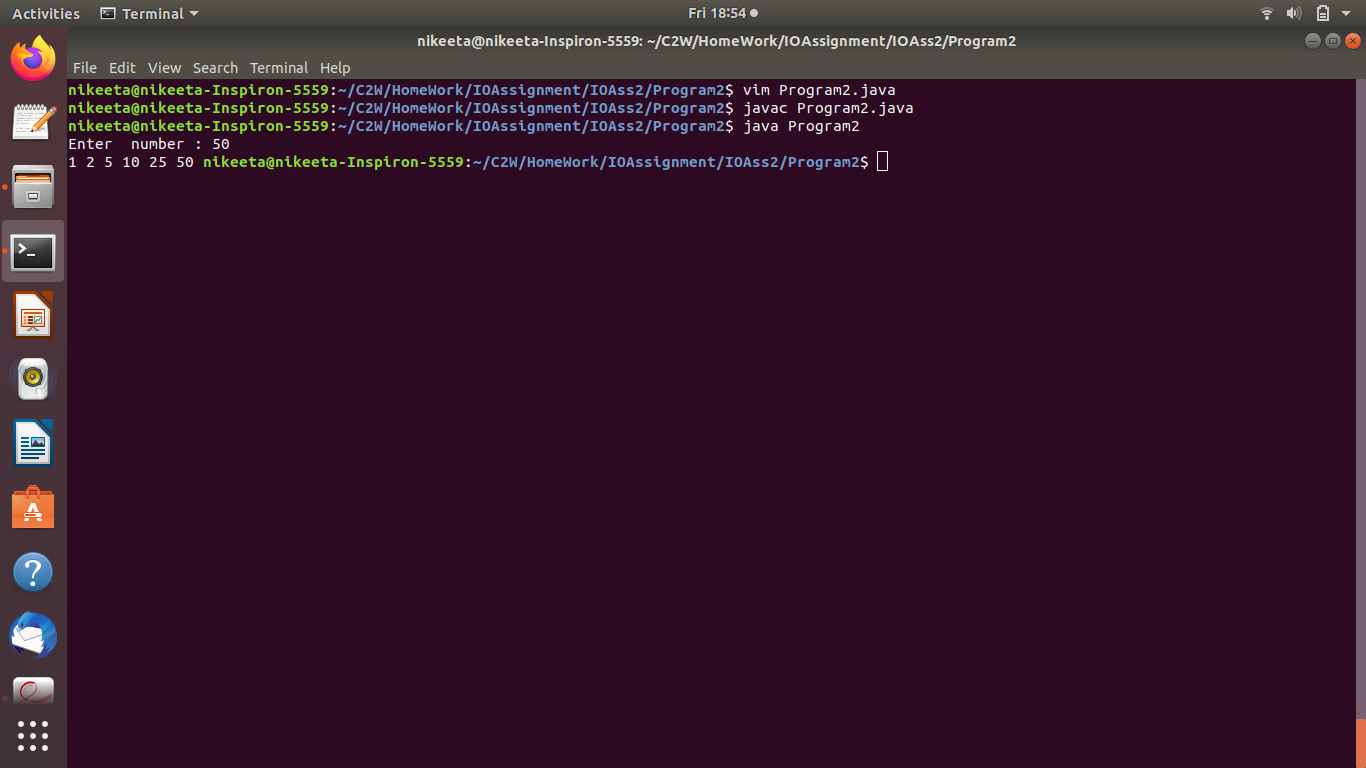 Activities Terminal Fri 18:54
nikeeta@nikeeta-Inspiron-5559: ~/C2W/HomeWork/IOAssignment/IOAss2/Program2
File Edit View Search Terminal Help
nikeeta@nikeeta-Inspiron-5559:~/C2W/HomeWork/IOAssignment/IOAss2/Program2$ vim Program2.java
nikeeta@nikeeta-Inspiron-5559:~/C2W/HomeWork/IOAssignment/IOAss2/Program2$ javac Program2.java
nikeeta@nikeeta-Inspiron-5559:~/C2W/HomeWork/IOAssignment/IOAss2/Program2$ java Program2
Enter  number : 50
1 2 5 10 25 50 nikeeta@nikeeta-Inspiron-5559:~/C2W/HomeWork/IOAssignment/IOAss2/Program2$